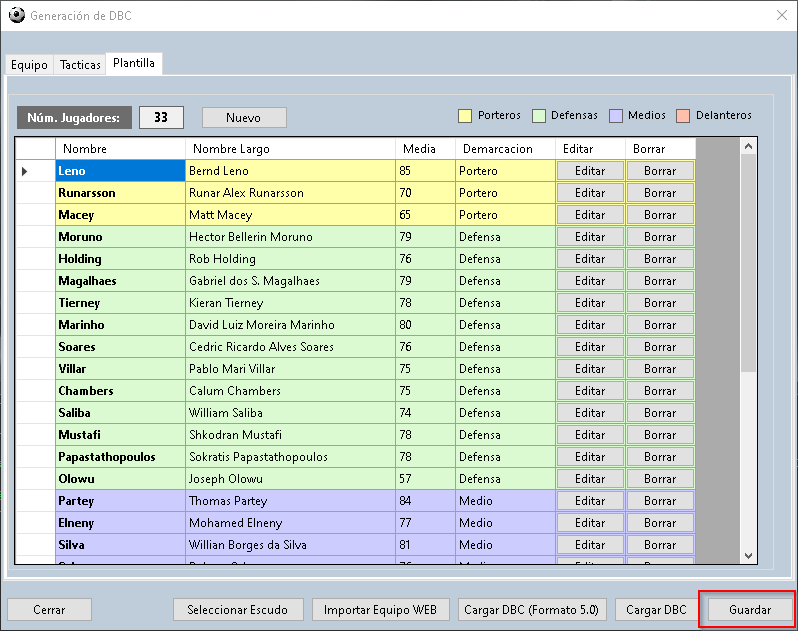 Generación de DBC
Equipo Tacticas Plantilla
Núm. Jugadores: 33 Nuevo Porteros Defensas Medios Delanteros
Nombre Nombre Largo Media Demarcacion Editar Borrar
Leno Bernd Leno 85 Portero Editar Borrar
Runarsson Runar Alex Runarsson 70 Portero Editar Borrar
Macey Matt Macey 65 Portero Editar Borrar
Moruno Hector Bellerin Moruno 79 Defensa Editar Borrar
Holding Rob Holding 76 Defensa Editar Borrar
Magalhaes Gabriel dos S. Magalhaes 79 Defensa Editar Borrar
Tierney Kieran Tierney 78 Defensa Editar Borrar
Marinho David Luiz Moreira Marinho 80 Defensa Editar Borrar
Soares Cedric Ricardo Alves Soares 76 Defensa Editar Borrar
Villar Pablo Mari Villar 75 Defensa Editar Borrar
Chambers Calum Chambers 75 Defensa Editar Borrar
Saliba William Saliba 74 Defensa Editar Borrar
Mustafi Shkodran Mustafi 78 Defensa Editar Borrar
Papastathopoulos Sokratis Papastathopoulos 78 Defensa Editar Borrar
Olowu Joseph Olowu 57 Defensa Editar Borrar
Partey Thomas Partey 84 Medio Editar Borrar
Elneny Mohamed Elneny 77 Medio Editar Borrar
Silva Willian Borges da Silva 81 Medio Editar Borrar
Cerrar Seleccionar Escudo Importar Equipo WEB Cargar DBC (Formato 5.0) Cargar DBC Guardar